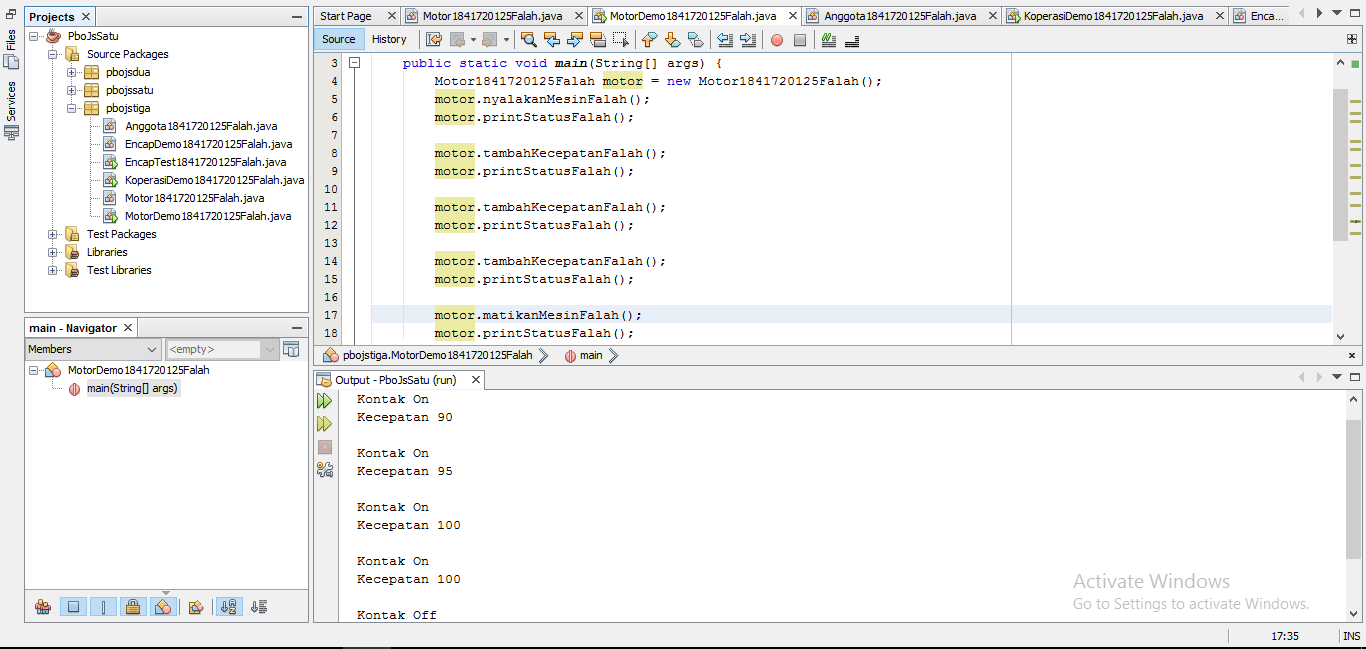 Projects
Files
Services
PboJsSatu
Source Packages
pbojsdua
pbojssatu
pbojstiga
Anggota1841720125Falah.java
EncapDemo1841720125Falah.java
EncapTest1841720125Falah.java
KoperasiDemo1841720125Falah.java
Motor1841720125Falah.java
MotorDemo1841720125Falah.java
Test Packages
Libraries
Test Libraries
main - Navigator
Members <empty>
MotorDemo1841720125Falah
main(String[] args)
Start Page Motor1841720125Falah.java MotorDemo1841720125Falah.java Anggota1841720125Falah.java KoperasiDemo1841720125Falah.java Enca...
Source History
3 public static void main(String[] args) {
4 Motor1841720125Falah motor = new Motor1841720125Falah();
5 motor.nyalakanMesinFalah();
6 motor.printStatusFalah();
7
8 motor.tambahKecepatanFalah();
9 motor.printStatusFalah();
10
11 motor.tambahKecepatanFalah();
12 motor.printStatusFalah();
13
14 motor.tambahKecepatanFalah();
15 motor.printStatusFalah();
16
17 motor.matikanMesinFalah();
18 motor.printStatusFalah();
pbojstiga.MotorDemo1841720125Falah main
Output - PboJsSatu (run)
Kontak On
Kecepatan 90
Kontak On
Kecepatan 95
Kontak On
Kecepatan 100
Kontak On
Kecepatan 100
Kontak Off
Activate Windows
Go to Settings to activate Windows.
17:35 INS